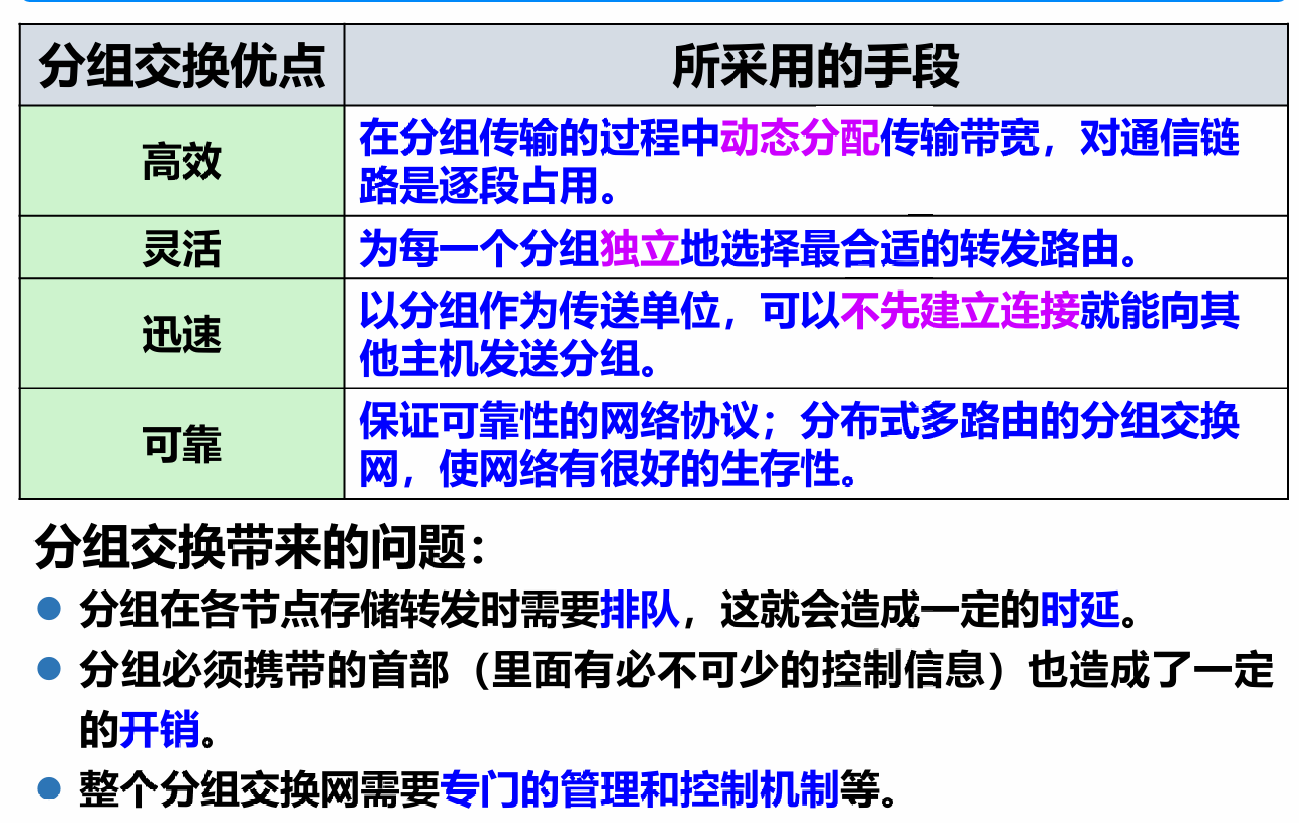 分组交换优点 所采用的手段
高效 在分组传输的过程中动态分配传输带宽，对通信链
路是逐段占用。
灵活 为每一个分组独立地选择最合适的转发路由。
迅速 以分组作为传送单位，可以不先建立连接就能向其
他主机发送分组。
可靠 保证可靠性的网络协议；分布式多路由的分组交换
网，使网络有很好的生存性。
分组交换带来的问题：
● 分组在各节点存储转发时需要排队，这就会造成一定的时延。
● 分组必须携带的首部（里面有必不可少的控制信息）也造成了一定
的开销。
● 整个分组交换网需要专门的管理和控制机制等。